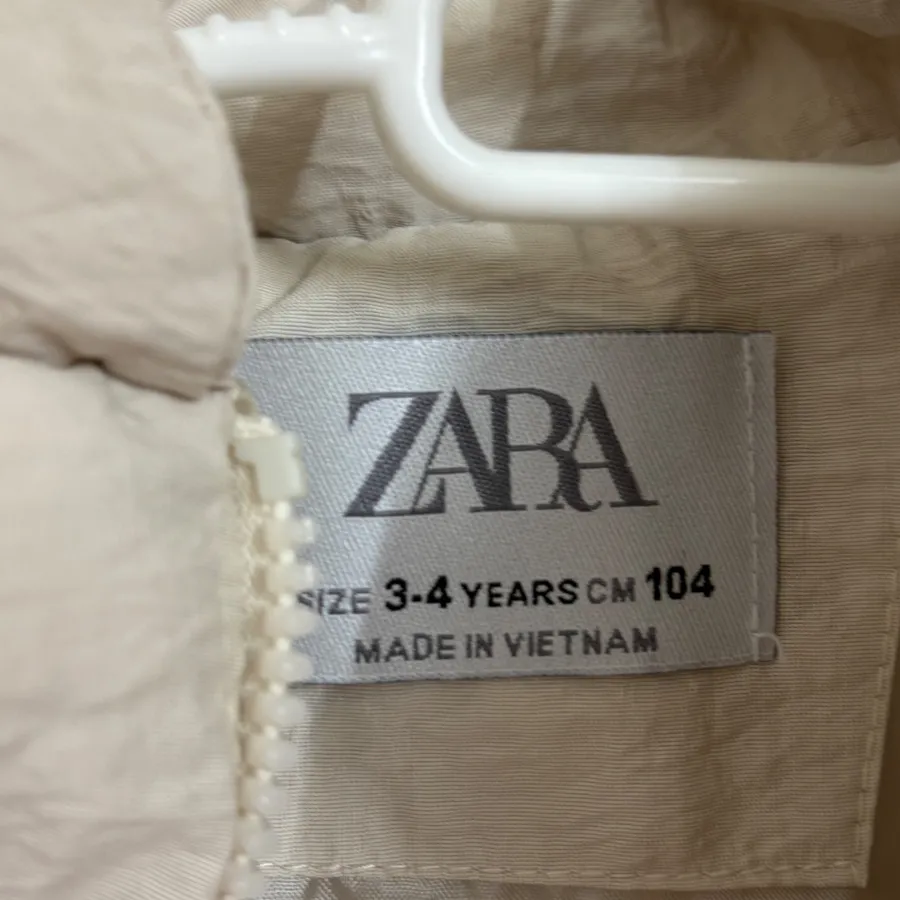 ZARA
SIZE 3-4 YEARS CM 104
MADE IN VIETNAM